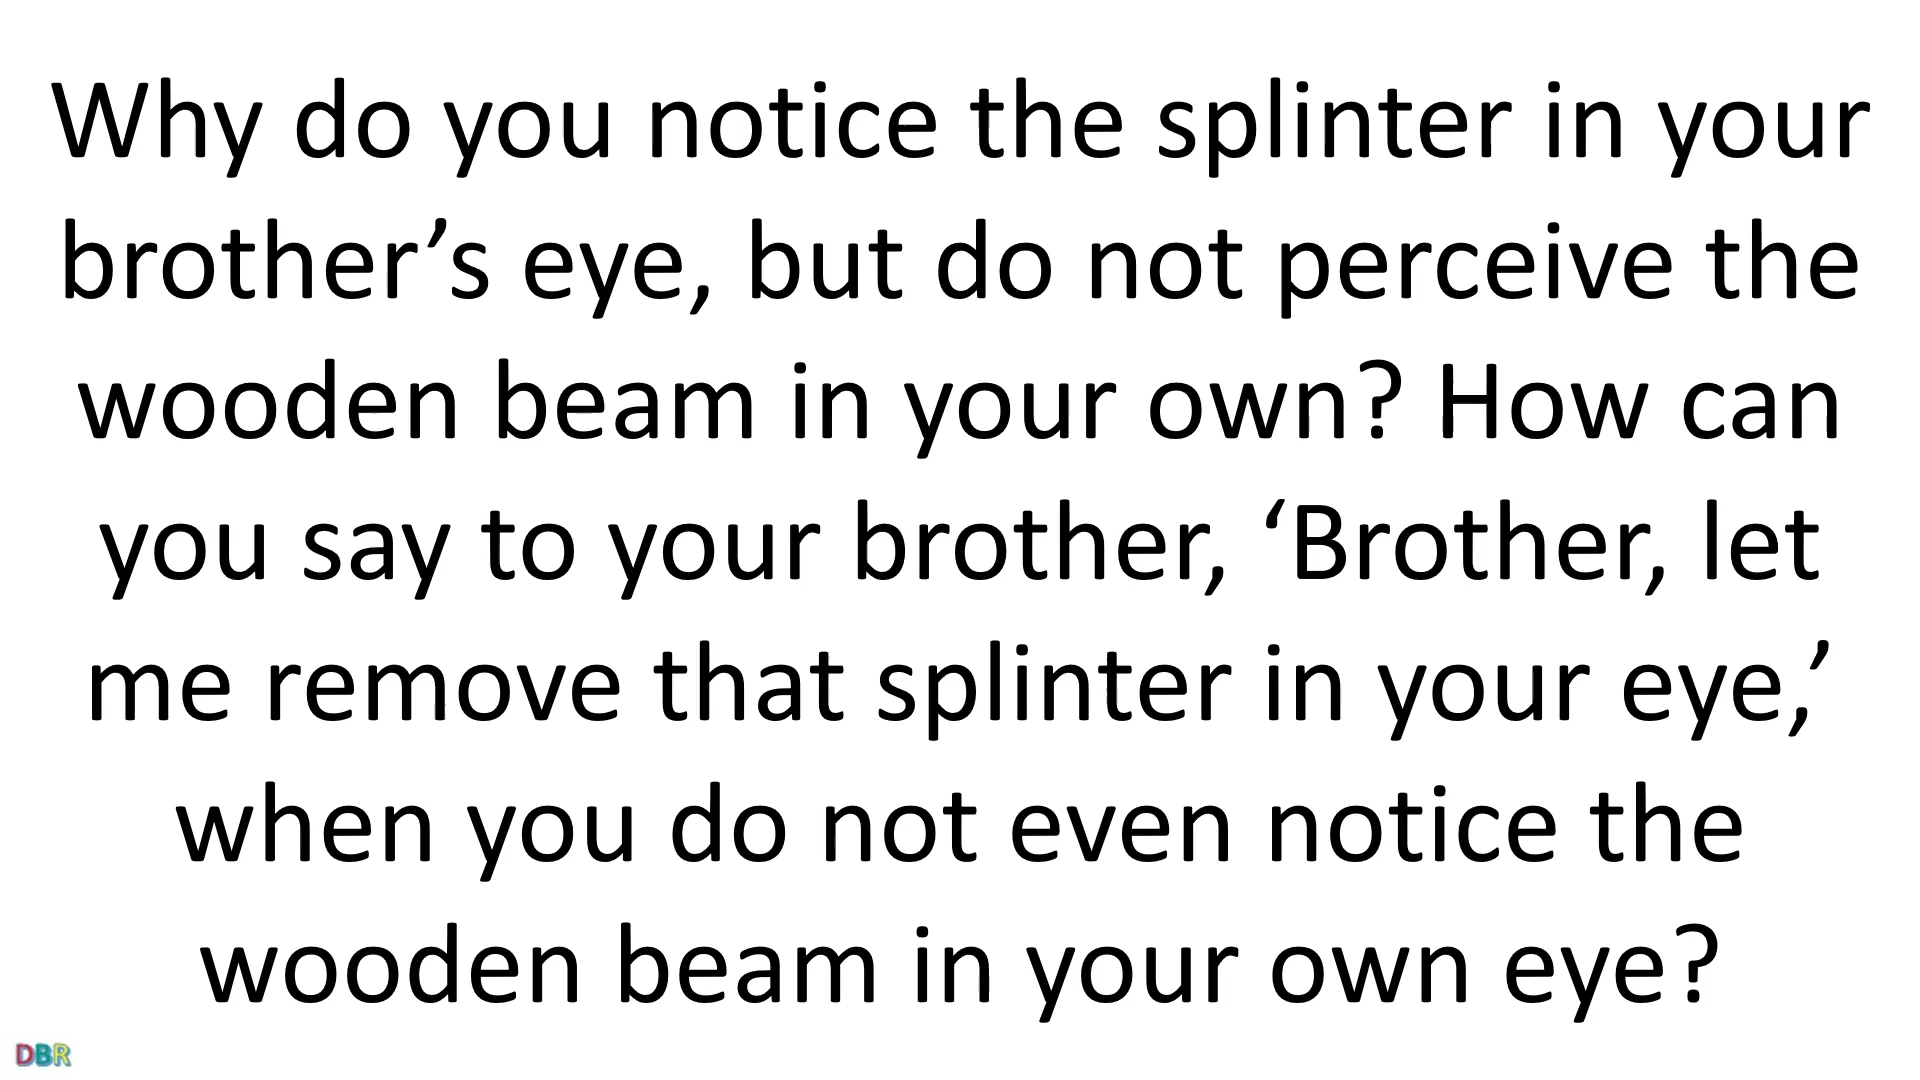 Why do you notice the splinter in your
brother’s eye, but do not perceive the
wooden beam in your own? How can
you say to your brother, ‘Brother, let
me remove that splinter in your eye,’
when you do not even notice the
wooden beam in your own eye?
DBR